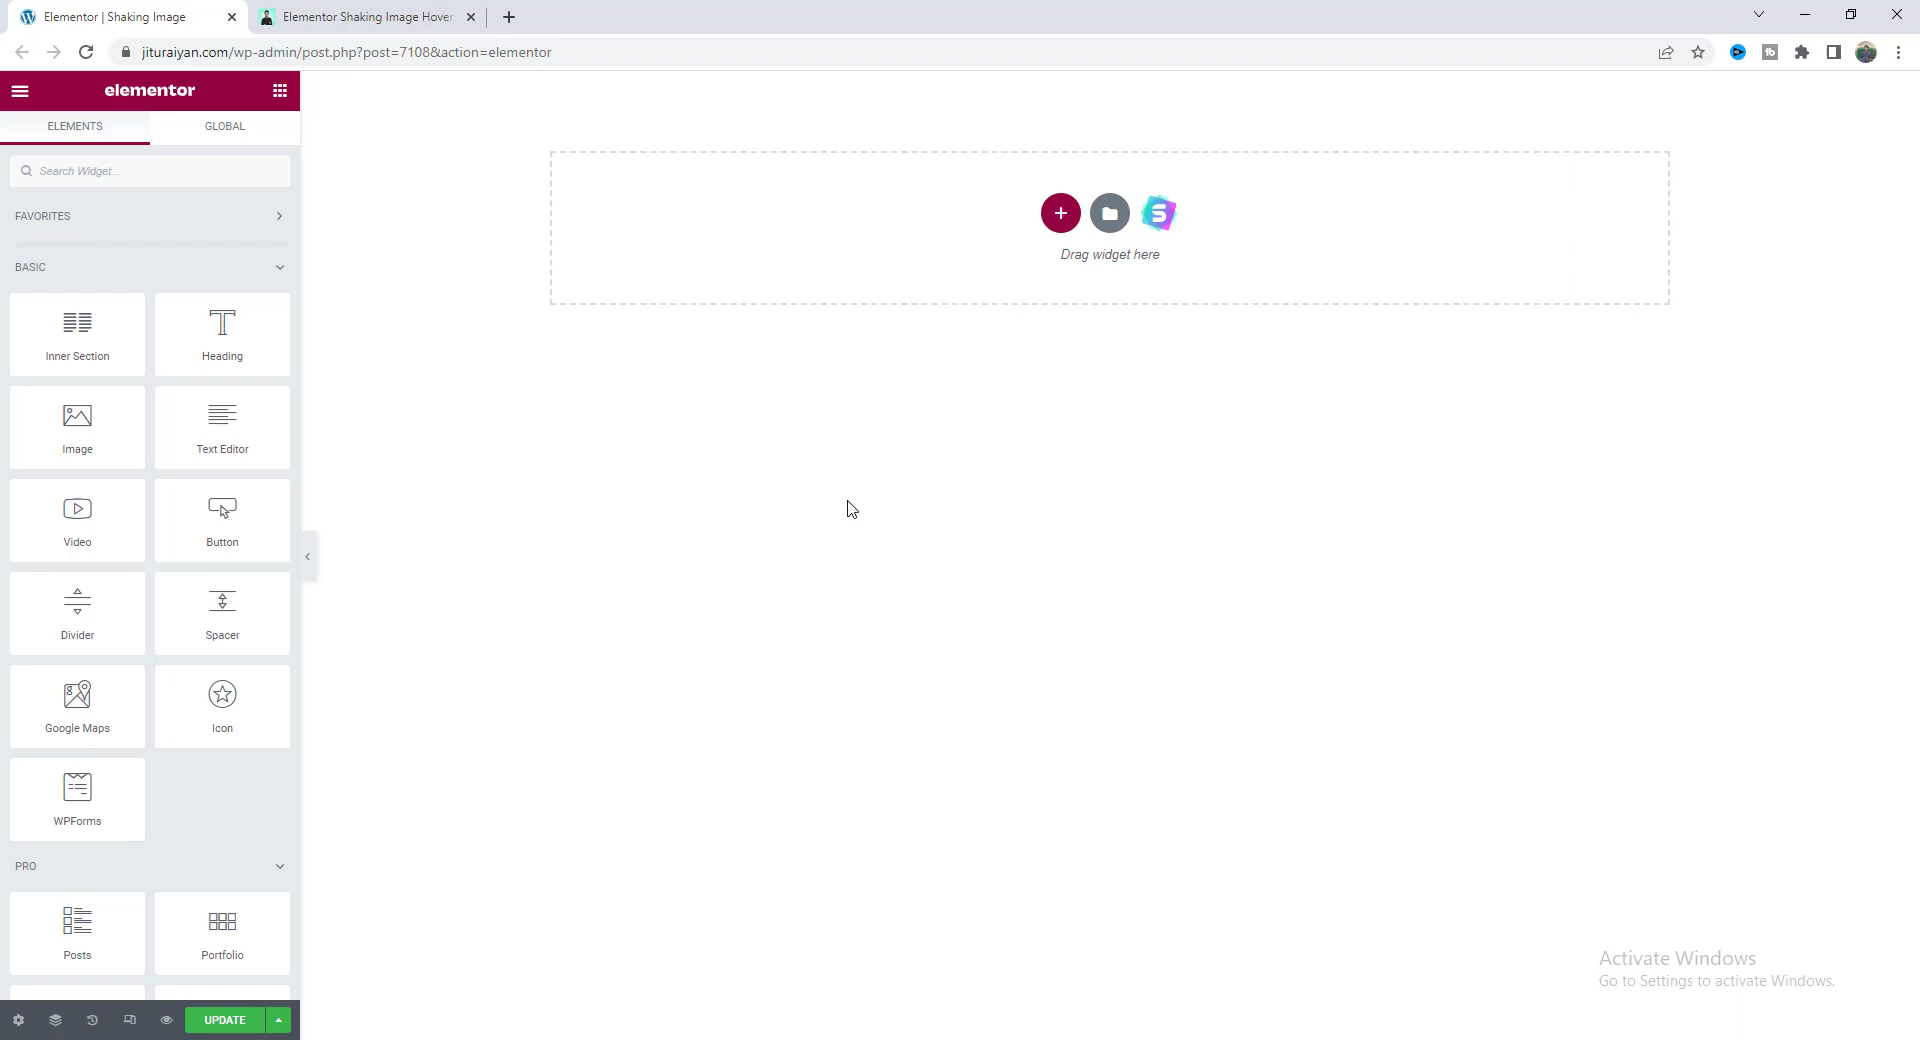 Elementor | Shaking Image
Elementor Shaking Image Hover
jituraiyan.com/wp-admin/post.php?post=7108&action=elementor
elementor
ELEMENTS
GLOBAL
Search Widget...
FAVORITES
BASIC
Inner Section
Heading
Image
Text Editor
Video
Button
Divider
Spacer
Google Maps
Icon
WPForms
PRO
Posts
Portfolio
UPDATE
Drag widget here
Activate Windows
Go to Settings to activate Windows.